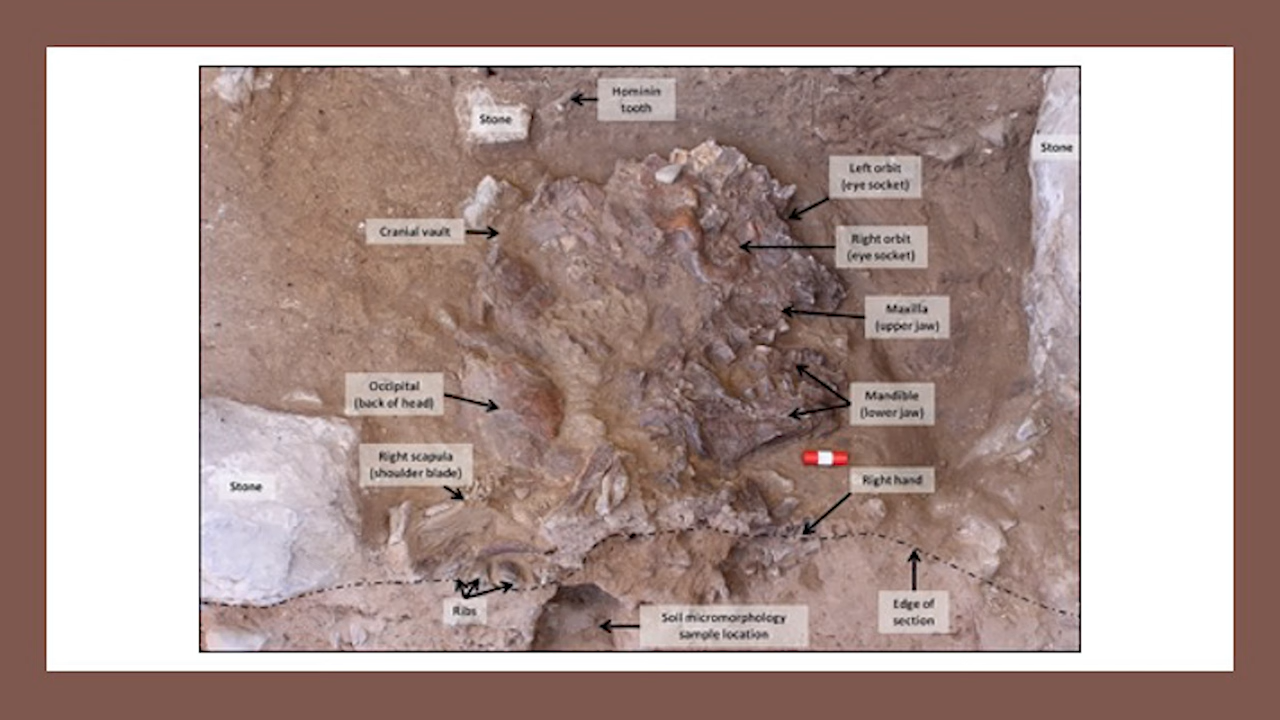 Hominin
tooth
Stone
Stone
Left orbit
(eye socket)
Cranial vault
Right orbit
(eye socket)
Maxilla
(upper jaw)
Occipital
(back of head)
Mandible
(lower jaw)
Right scapula
(shoulder blade)
Stone
Right hand
Ribs
Edge of
section
Soil micromorphology
sample location